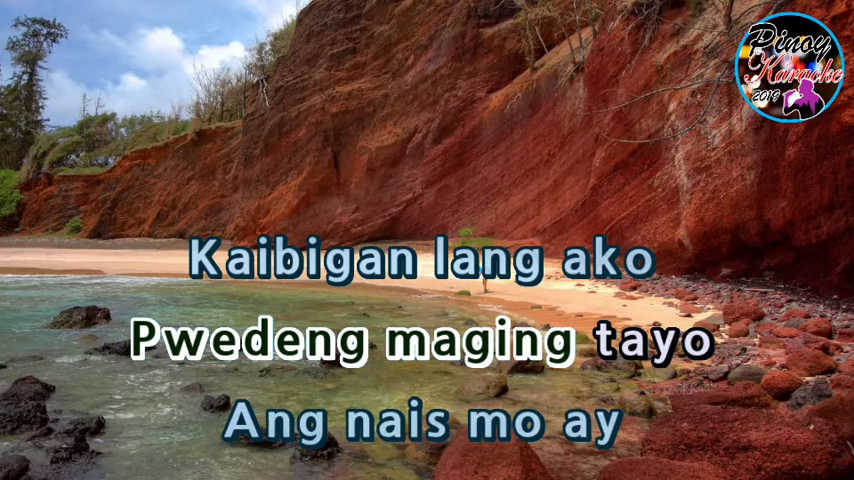 Pinoy
Karaoke
2019
Kaibigan lang ako
Pwedeng maging tayo
Ang nais mo ay